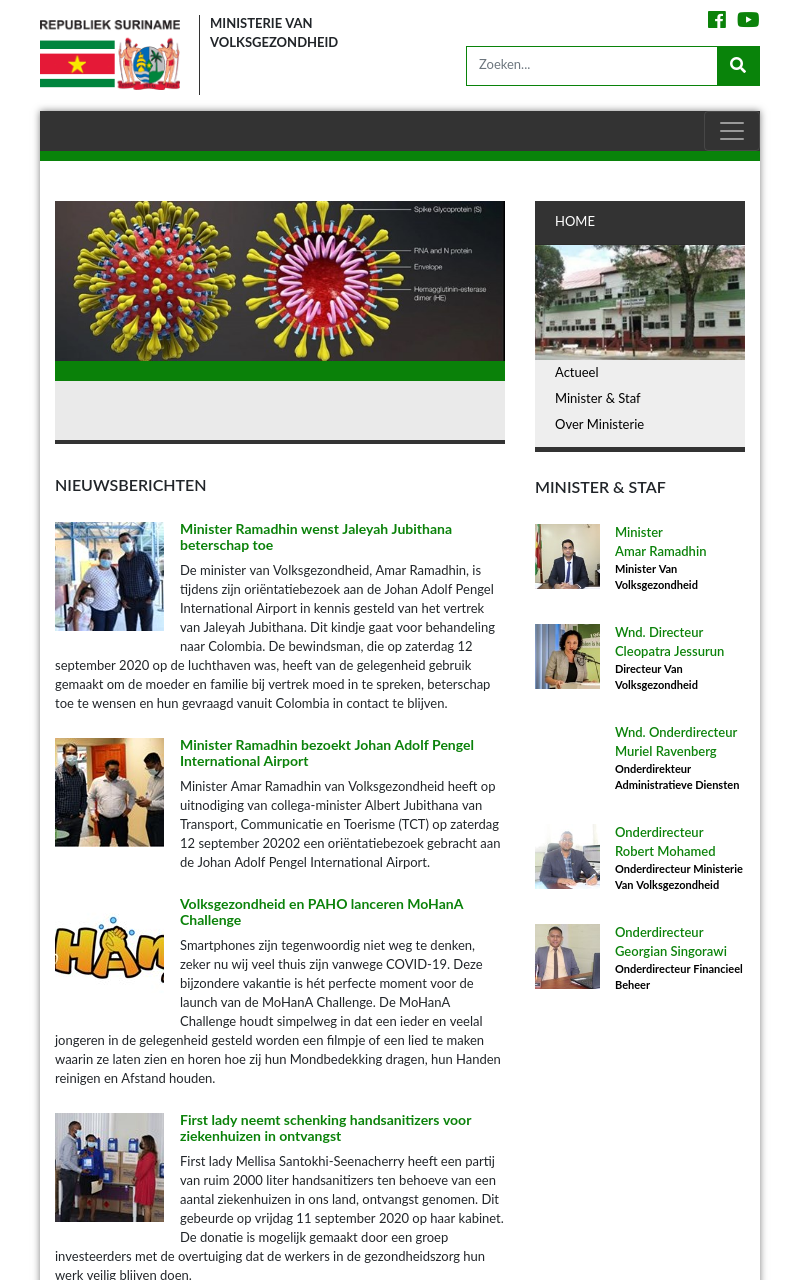 REPUBLIEK SURINAME
MINISTERIE VAN
VOLKSGEZONDHEID
Zoeken...
Spike Glycoprotein (S)
RNA and N protein
Envelope
Hemagglutinin-esterase
dimer (HE)
NIEUWSBERICHTEN
Minister Ramadhin wenst Jaleyah Jubithana
beterschap toe
De minister van Volksgezondheid, Amar Ramadhin, is
tijdens zijn oriëntatiebezoek aan de Johan Adolf Pengel
International Airport in kennis gesteld van het vertrek
van Jaleyah Jubithana. Dit kindje gaat voor behandeling
naar Colombia. De bewindsman, die op zaterdag 12
september 2020 op de luchthaven was, heeft van de gelegenheid gebruik
gemaakt om de moeder en familie bij vertrek moed in te spreken, beterschap
toe te wensen en hun gevraagd vanuit Colombia in contact te blijven.
Minister Ramadhin bezoekt Johan Adolf Pengel
International Airport
Minister Amar Ramadhin van Volksgezondheid heeft op
uitnodiging van collega-minister Albert Jubithana van
Transport, Communicatie en Toerisme (TCT) op zaterdag
12 september 20202 een oriëntatiebezoek gebracht aan
de Johan Adolf Pengel International Airport.
Volksgezondheid en PAHO lanceren MoHanA
Challenge
Smartphones zijn tegenwoordig niet weg te denken,
zeker nu wij veel thuis zijn vanwege COVID-19. Deze
bijzondere vakantie is hét perfecte moment voor de
launch van de MoHanA Challenge. De MoHanA
Challenge houdt simpelweg in dat een ieder en veelal
jongeren in de gelegenheid gesteld worden een filmpje of een lied te maken
waarin ze laten zien en horen hoe zij hun Mondbedekking dragen, hun Handen
reinigen en Afstand houden.
First lady neemt schenking handsanitizers voor
ziekenhuizen in ontvangst
First lady Mellisa Santokhi-Seenacherry heeft een partij
van ruim 2000 liter handsanitizers ten behoeve van een
aantal ziekenhuizen in ons land, ontvangst genomen. Dit
gebeurde op vrijdag 11 september 2020 op haar kabinet.
De donatie is mogelijk gemaakt door een groep
investeerders met de overtuiging dat de werkers in de gezondheidszorg hun
werk veilig blijven doen.
HOME
Actueel
Minister & Staf
Over Ministerie
MINISTER & STAF
Minister
Amar Ramadhin
Minister Van
Volksgezondheid
Wnd. Directeur
Cleopatra Jessurun
Directeur Van
Volksgezondheid
Wnd. Onderdirecteur
Muriel Ravenberg
Onderdirekteur
Administratieve Diensten
Onderdirecteur
Robert Mohamed
Onderdirecteur Ministerie
Van Volksgezondheid
Onderdirecteur
Georgian Singorawi
Onderdirecteur Financieel
Beheer